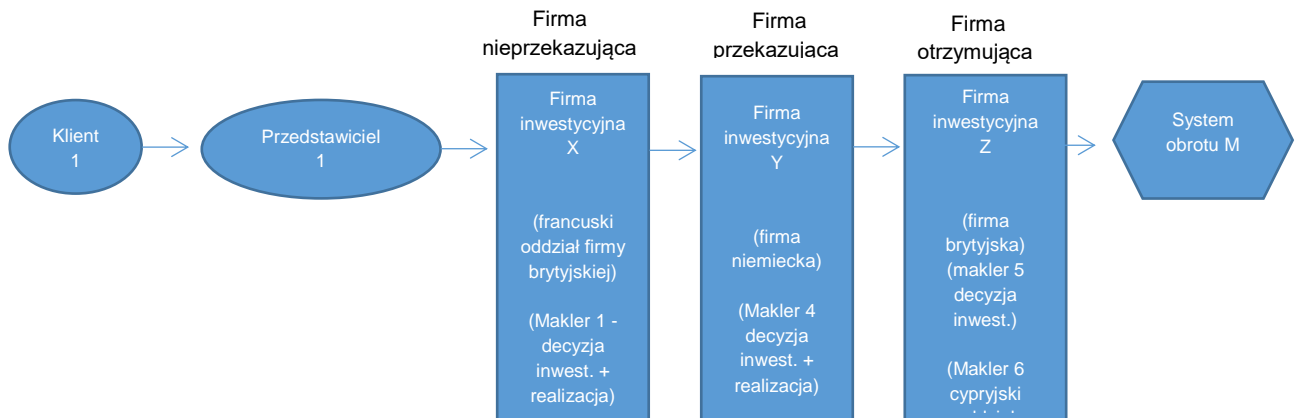 Firma
nieprzekazująca
Firma
przekazująca
Firma
otrzymująca
Klient
1
Przedstawiciel
1
Firma
inwestycyjna
X
(francuski
oddział firmy
brytyjskiej)
(Makler 1 -
decyzja
inwest. +
realizacja)
Firma
inwestycyjna
Y
(firma
niemiecka)
(Makler 4
decyzja
inwest. +
realizacja)
Firma
inwestycyjna
Z
(firma
brytyjska)
(makler 5
decyzja
inwest.)
(Makler 6
cypryjski
System
obrotu M